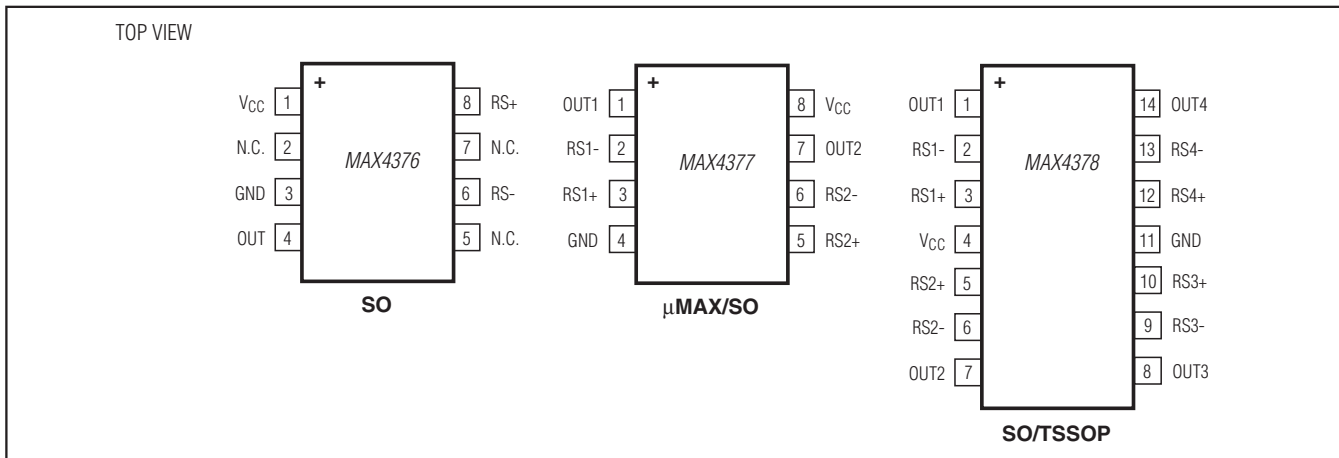 TOP VIEW
+
VCC 1
N.C. 2
GND 3
OUT 4
MAX4376
8 RS+
7 N.C.
6 RS-
5 N.C.
SO
+
OUT1 1
RS1- 2
RS1+ 3
GND 4
MAX4377
8 VCC
7 OUT2
6 RS2-
5 RS2+
μMAX/SO
+
OUT1 1
RS1- 2
RS1+ 3
VCC 4
RS2+ 5
RS2- 6
OUT2 7
MAX4378
14 OUT4
13 RS4-
12 RS4+
11 GND
10 RS3+
9 RS3-
8 OUT3
SO/TSSOP